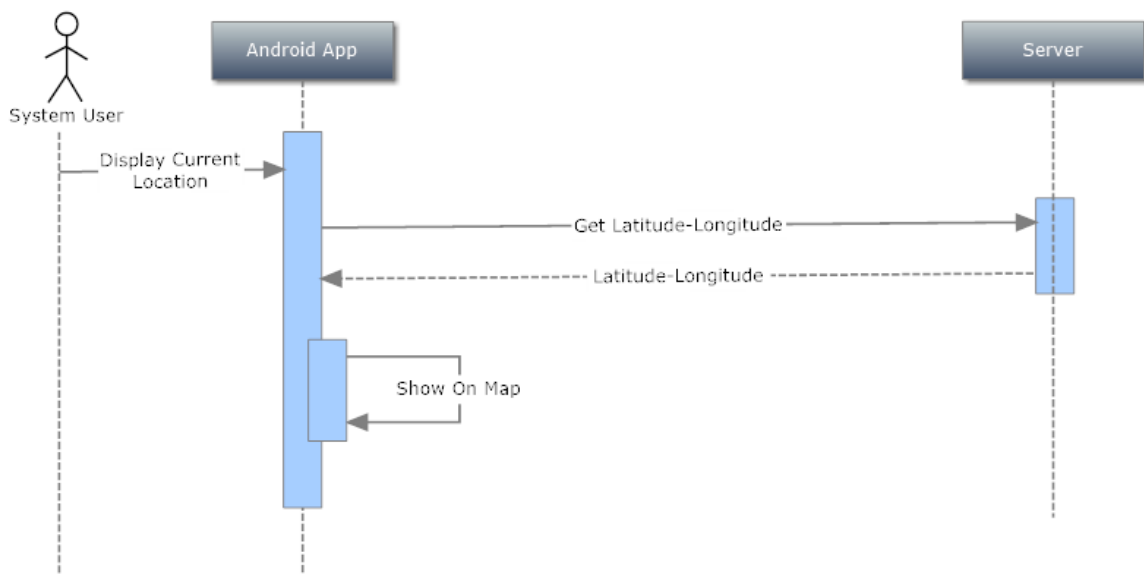 Android App
Server
System User
Display Current
Location
Get Latitude-Longitude
Latitude-Longitude
Show On Map